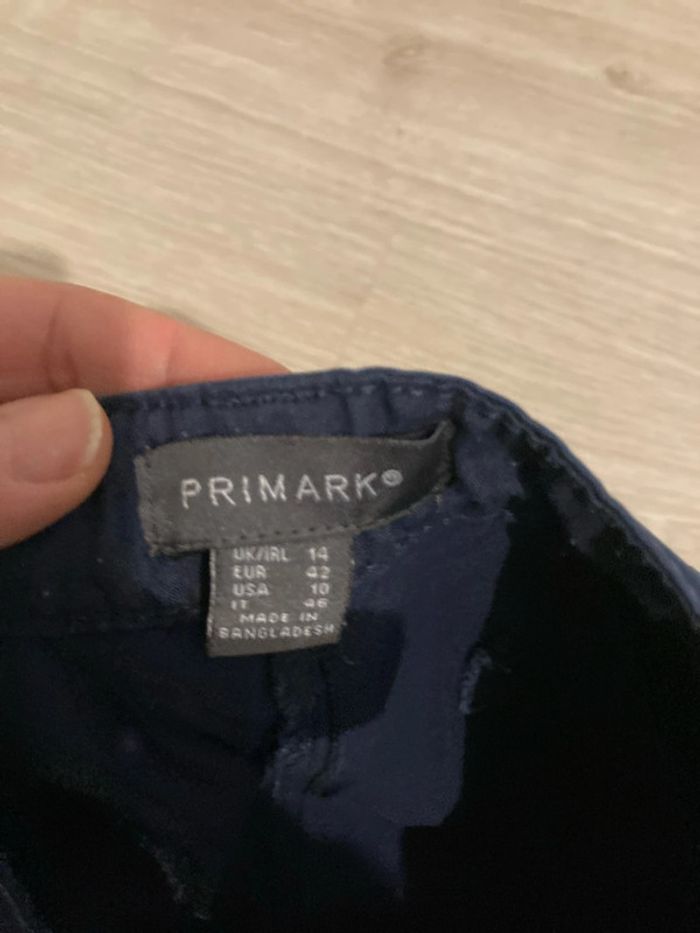 PRIMARK®
UK/IRL 14
EUR 42
USA 10
IT 46
MADE IN
BANGLADESH